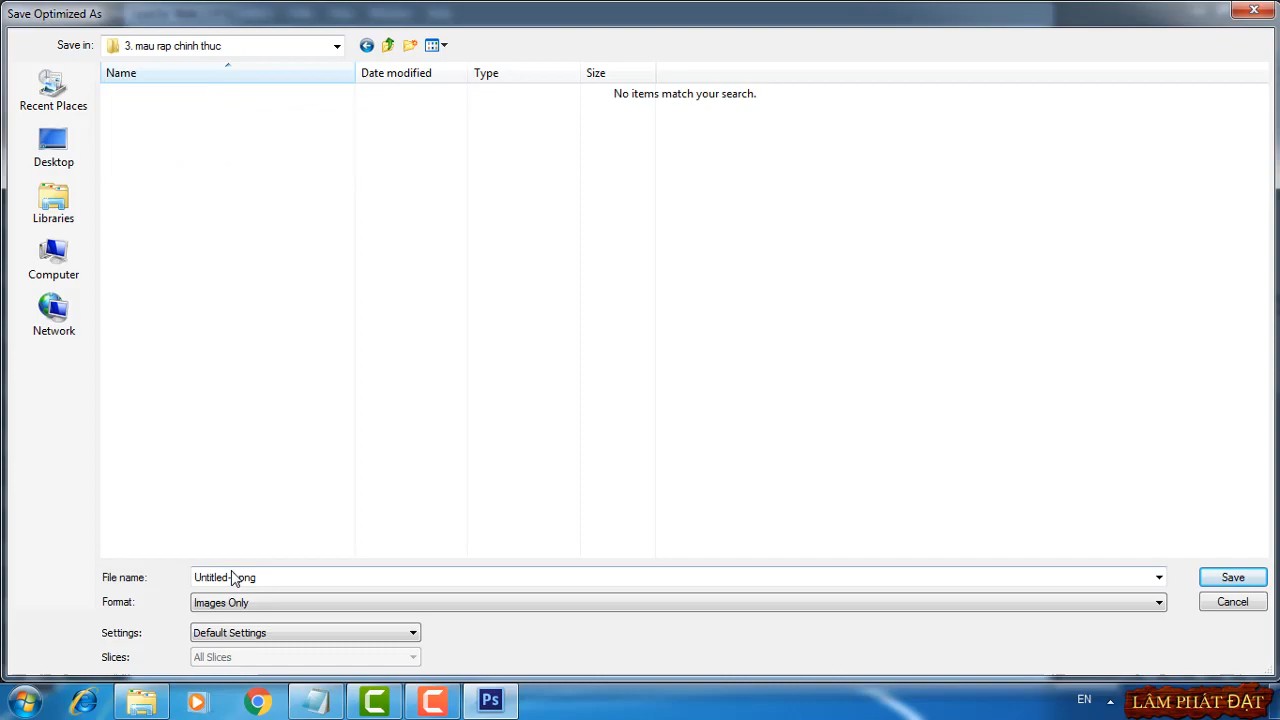 Save Optimized As
Save in:
3. mau rap chinh thuc
Name
Date modified
Type
Size
No items match your search.
Recent Places
Desktop
Libraries
Computer
Network
File name:
Save
Format:
Images Only
Cancel
Settings:
Default Settings
Slices:
All Slices
Ps
EN
LÂM PHÁT ĐẠT